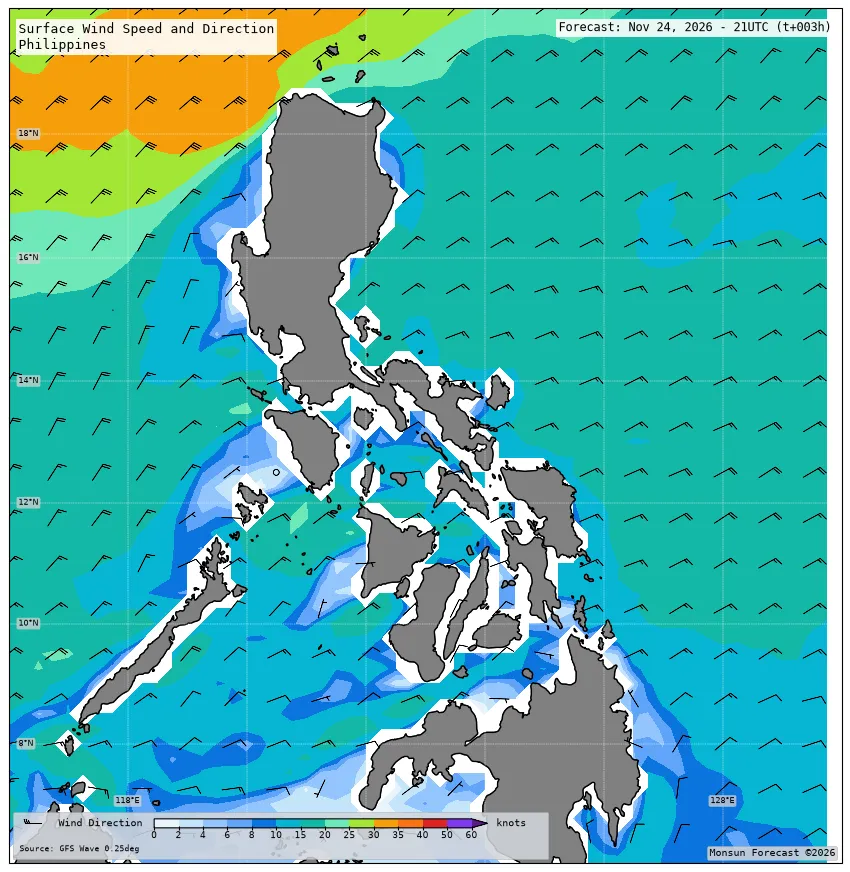 Surface Wind Speed and Direction
Philippines
Forecast: Nov 24, 2026 - 21UTC (t+003h)
18°N
16°N
14°N
12°N
10°N
8°N
118°E
128°E
Wind Direction
knots
0 2 4 6 8 10 15 20 25 30 35 40 50 60
Source: GFS Wave 0.25deg
Monsun Forecast ©2026